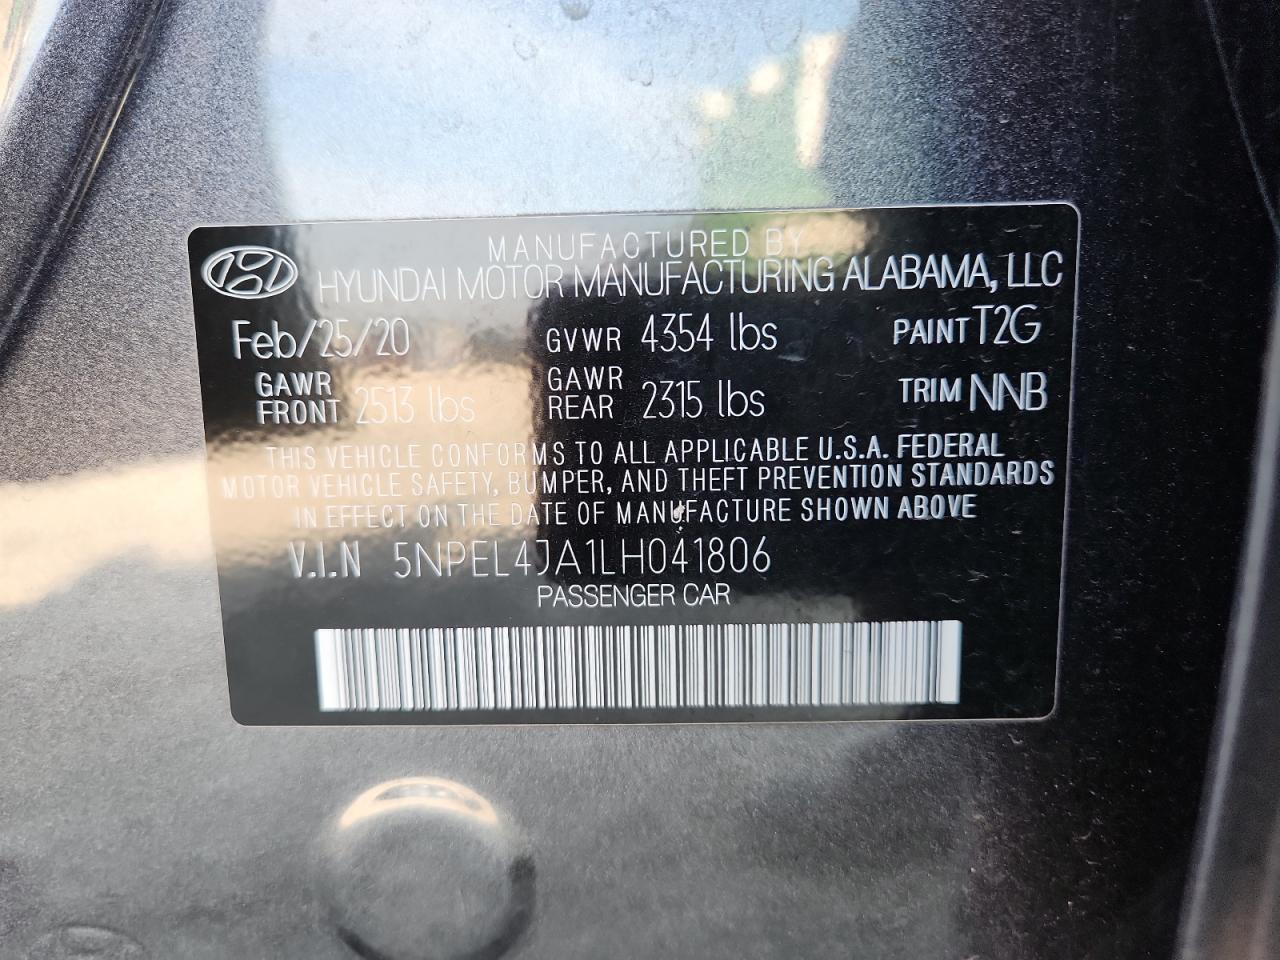 MANUFACTURED BY
HYUNDAI MOTOR MANUFACTURING ALABAMA, LLC
Feb/25/20 GVWR 4354 lbs PAINT T2G
GAWR FRONT 2513 lbs GAWR REAR 2315 lbs TRIM NNB
THIS VEHICLE CONFORMS TO ALL APPLICABLE U.S.A. FEDERAL
MOTOR VEHICLE SAFETY, BUMPER, AND THEFT PREVENTION STANDARDS
IN EFFECT ON THE DATE OF MANUFACTURE SHOWN ABOVE
V.I.N 5NPEL4JA1LH041806
PASSENGER CAR